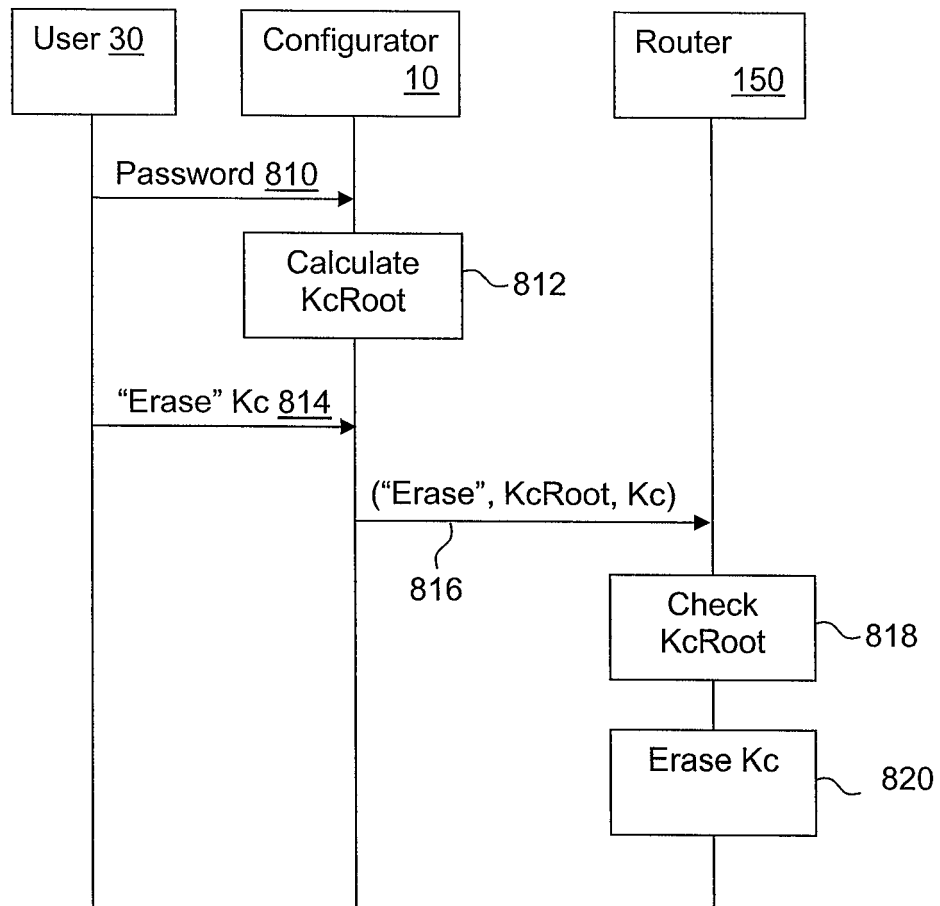 User 30
Configurator
10
Router
150
Password 810
Calculate
KcRoot
812
“Erase” Kc 814
(“Erase”, KcRoot, Kc)
816
Check
KcRoot
818
Erase Kc
820